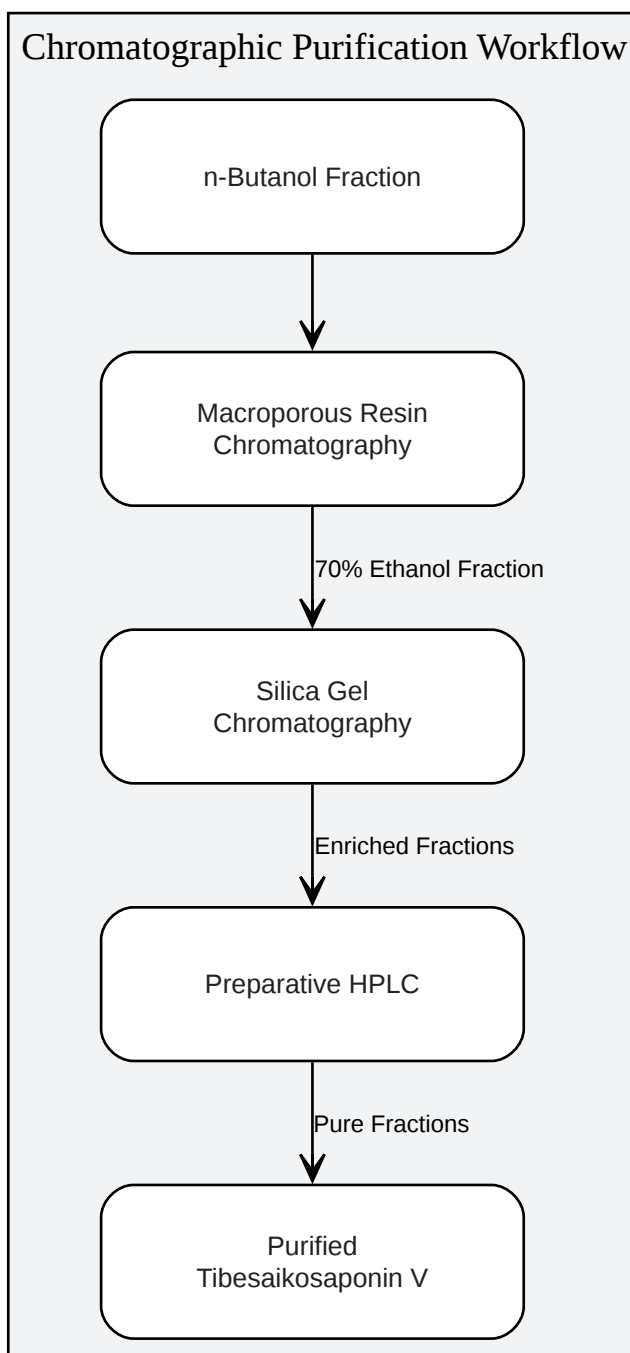 Chromatographic Purification Workflow
n-Butanol Fraction
Macroporous Resin
Chromatography
70% Ethanol Fraction
Silica Gel
Chromatography
Enriched Fractions
Preparative HPLC
Pure Fractions
Purified
Tibesaikosaponin V